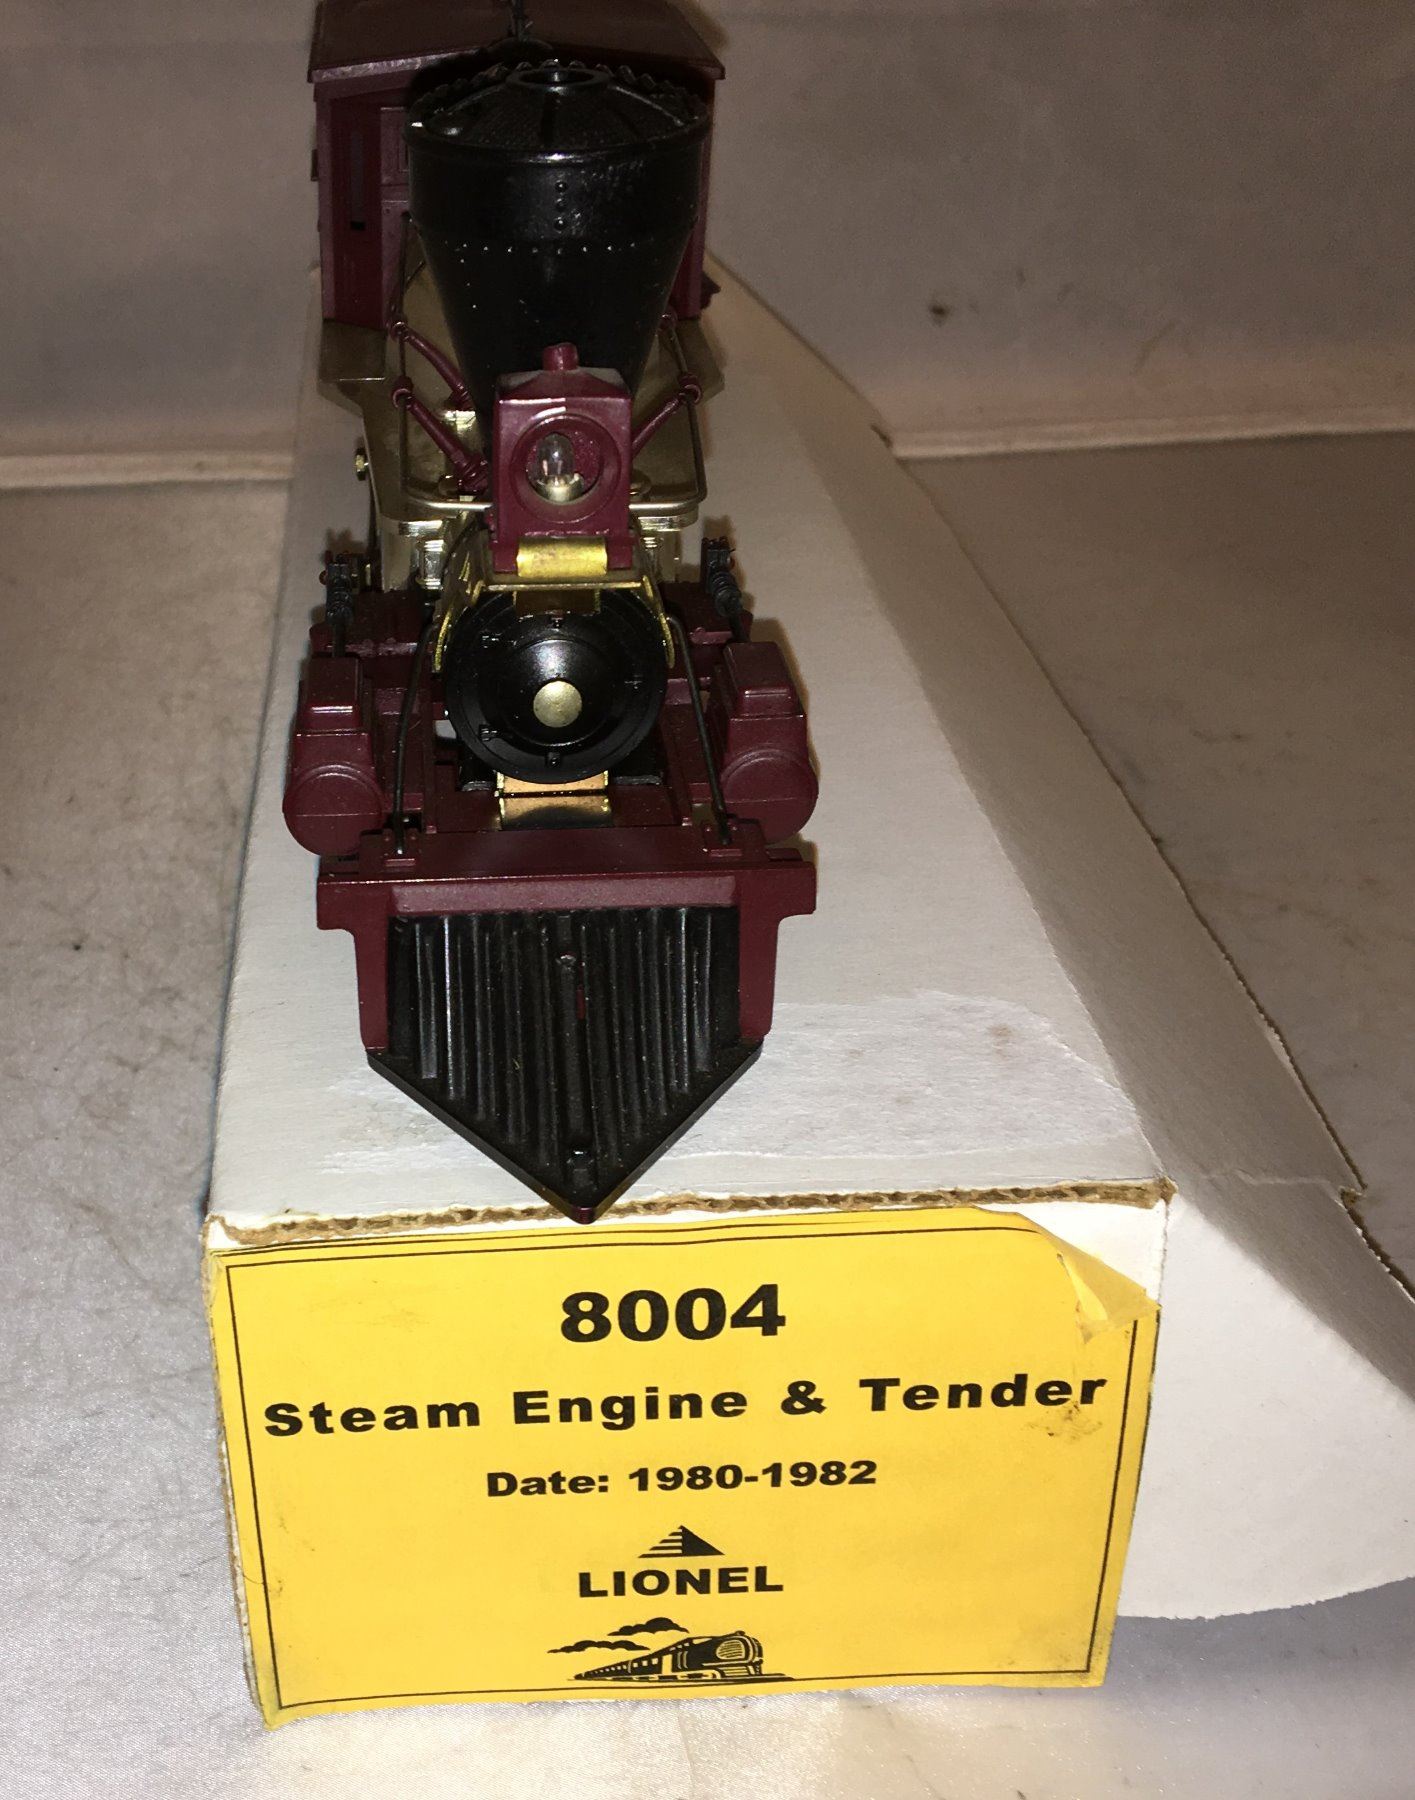 8004
Steam Engine & Tender
Date: 1980-1982
LIONEL